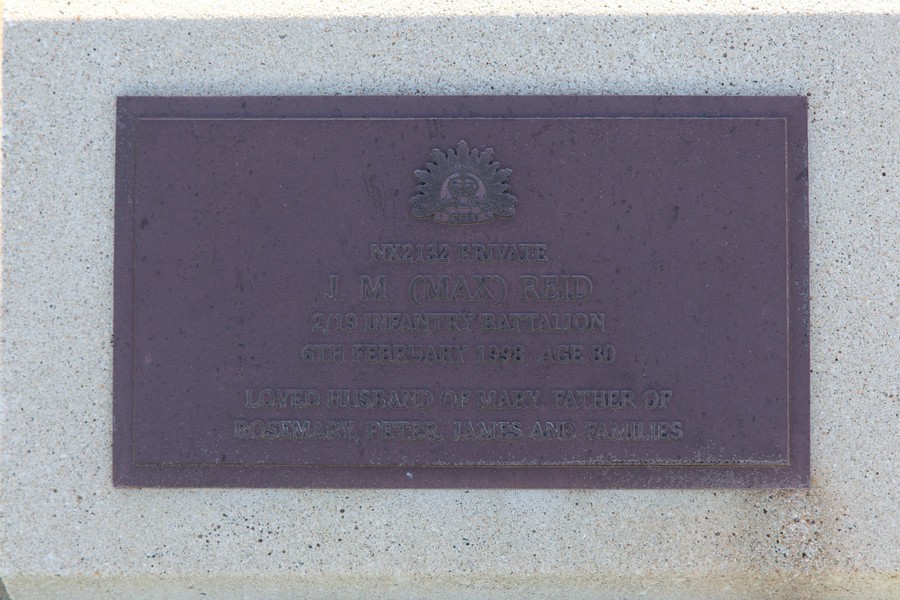 NX2132 PRIVATE
J. M. (MAX) REID
2/19 INFANTRY BATTALION
6TH FEBRUARY 1998 AGE 80
LOVED HUSBAND OF MARY, FATHER OF
ROSEMARY, PETER, JAMES AND FAMILIES